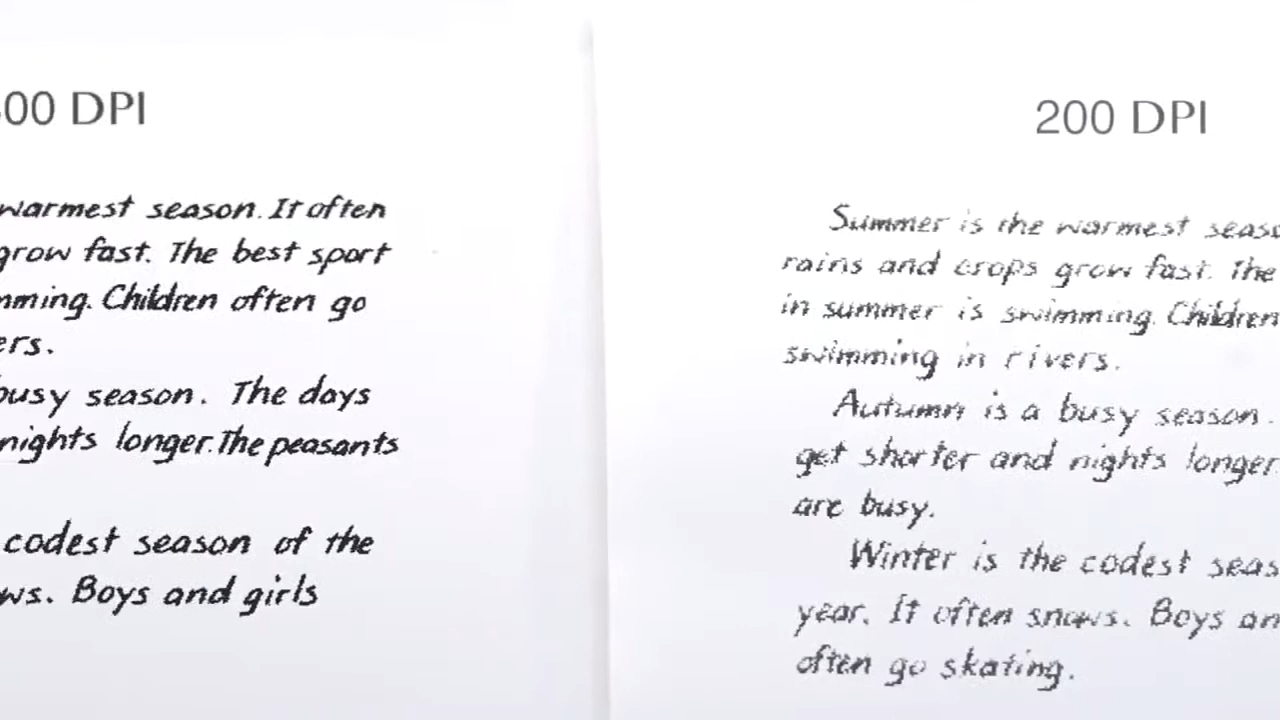 00 DPI
warmest season. It often
grow fast. The best sport
mming. Children often go
ers.
busy season. The days
nights longer. The peasants
codest season of the
ws. Boys and girls
200 DPI
Summer is the warmest seaso
rains and crops grow fast. The
in summer is swimming. Children
swimming in rivers.
Autumn is a busy season.
get shorter and nights longer.
are busy.
Winter is the codest seas
year. It often snows. Boys an
often go skating.